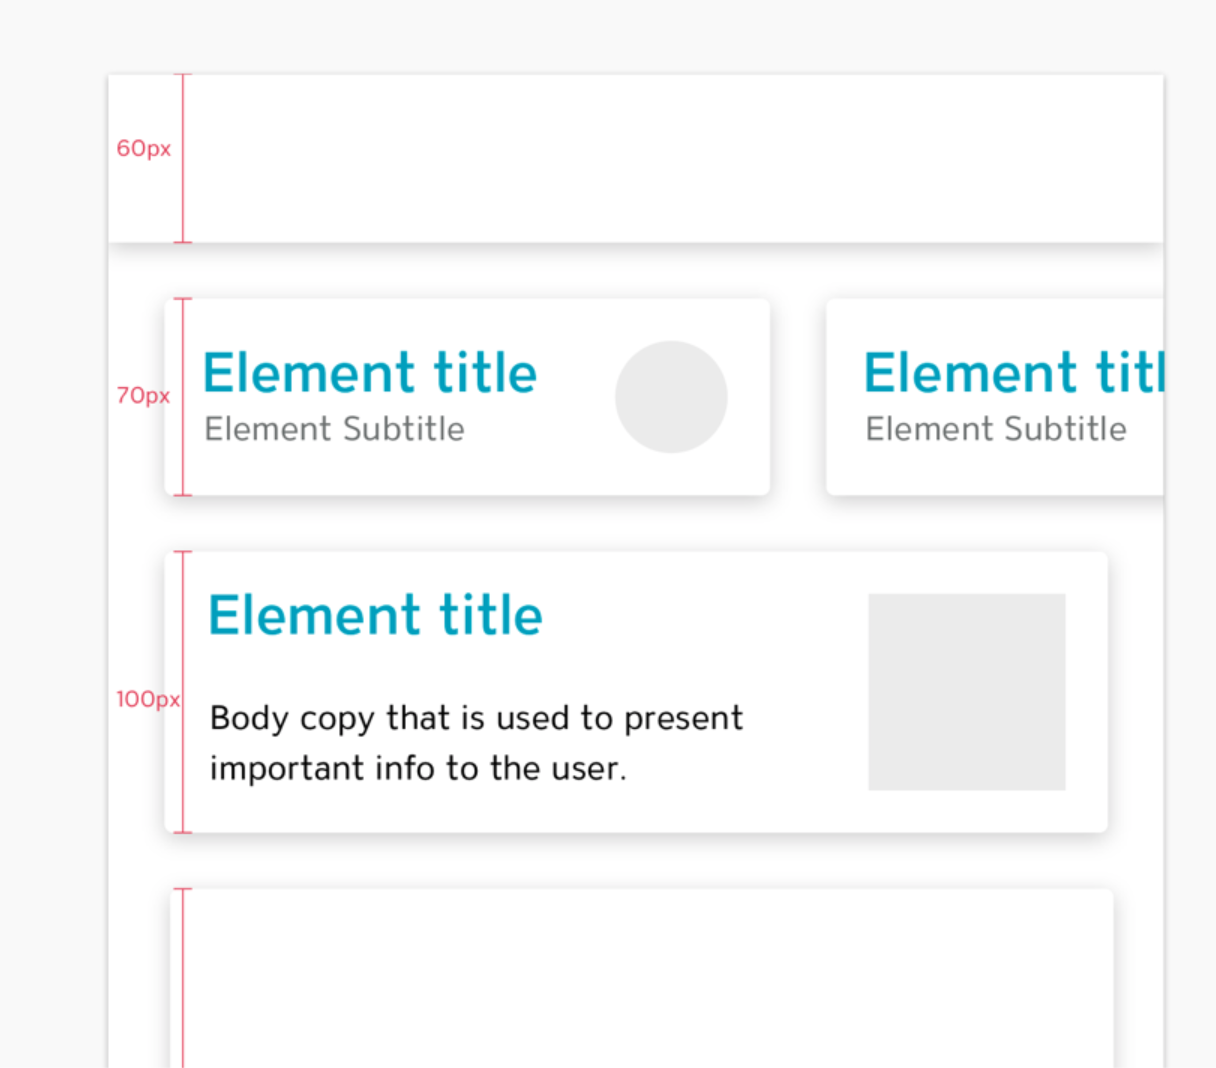 60px
70px
Element title
Element Subtitle
Element titl
Element Subtitle
100px
Element title
Body copy that is used to present
important info to the user.